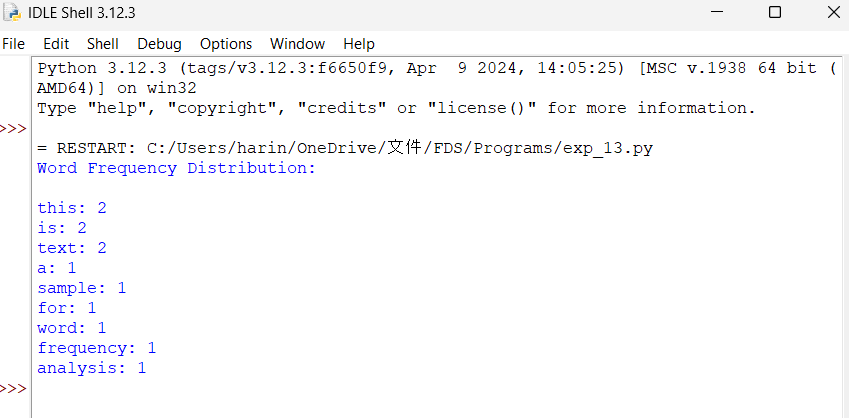 IDLE Shell 3.12.3
File Edit Shell Debug Options Window Help
Python 3.12.3 (tags/v3.12.3:f6650f9, Apr  9 2024, 14:05:25) [MSC v.1938 64 bit (
AMD64)] on win32
Type "help", "copyright", "credits" or "license()" for more information.
>>>
= RESTART: C:/Users/harin/OneDrive/文件/FDS/Programs/exp_13.py
Word Frequency Distribution:
this: 2
is: 2
text: 2
a: 1
sample: 1
for: 1
word: 1
frequency: 1
analysis: 1
>>>